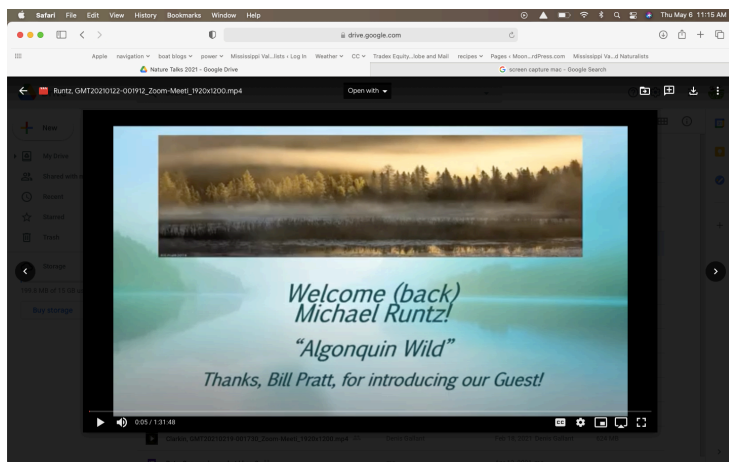 Safari File Edit View History Bookmarks Window Help Thu May 6 11:15 AM
drive.google.com
Apple navigation boat blogs power Mississippi Val...lists ‹ Log In Weather CC Tradex Equity...lobe and Mail recipes Pages ‹ Moon...rdPress.com Mississippi Va...d Naturalists
Nature Talks 2021 - Google Drive screen capture mac - Google Search
Runtz, GMT20210122-001912_Zoom-Meeti_1920x1200.mp4 Open with
New
My Drive
Shared with
Recent
Starred
Trash
Storage
Buy storage
Welcome (back)
Michael Runtz!
“Algonquin Wild”
Thanks, Bill Pratt, for introducing our Guest!
0:05 / 1:31:48 CC